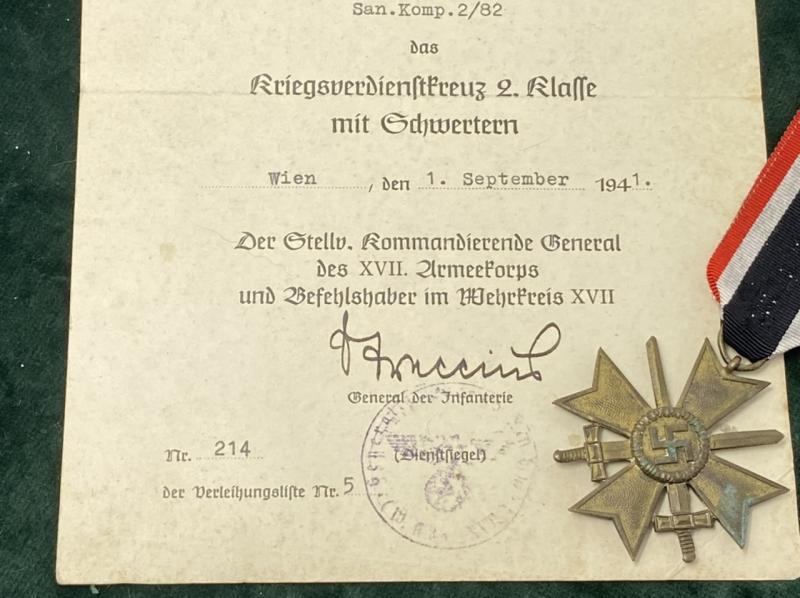 San.Komp.2/82
das
Kriegsverdienstkreuz 2. Klasse
mit Schwertern
Wien, den 1. September 1941.
Der Stellv. Kommandierende General
des XVII. Armeekorps
und Befehlshaber im Wehrkreis XVII
General der Infanterie
Nr. 214
(Dienstsiegel)
der Verleihungsliste Nr. 5